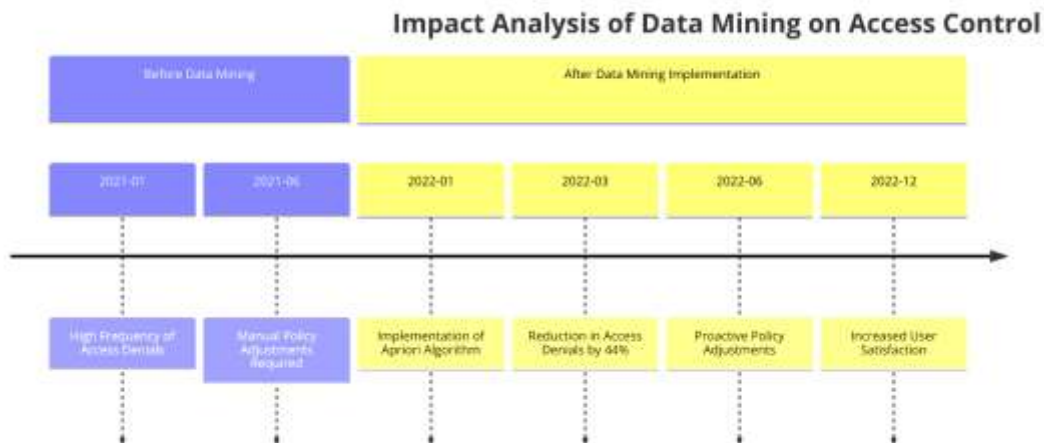 Impact Analysis of Data Mining on Access Control
Before Data Mining
After Data Mining Implementation
2021-01
2021-06
2022-01
2022-03
2022-06
2022-12
High Frequency of
Access Denials
Manual Policy
Adjustments
Required
Implementation of
Apriori Algorithm
Reduction in Access
Denials by 44%
Proactive Policy
Adjustments
Increased User
Satisfaction